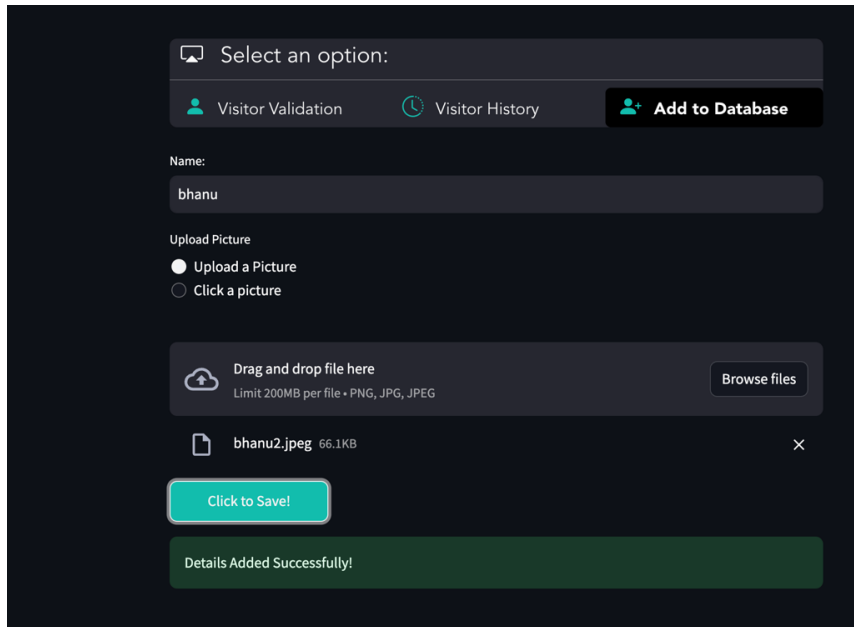 Select an option:
Visitor Validation Visitor History Add to Database
Name:
bhanu
Upload Picture
Upload a Picture
Click a picture
Drag and drop file here
Limit 200MB per file • PNG, JPG, JPEG
Browse files
bhanu2.jpeg 66.1KB
Click to Save!
Details Added Successfully!